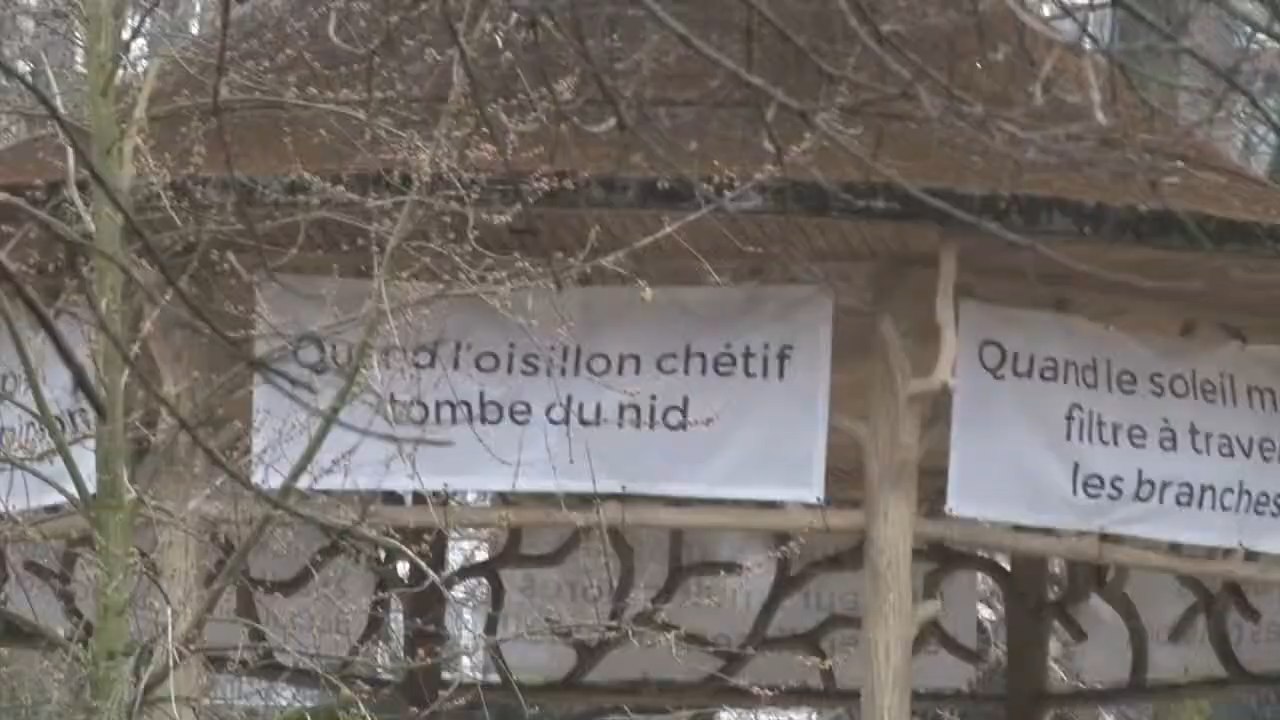 Quand l'oisillon chétif
tombe du nid...
Quand le soleil m
filtre à trave
les branches